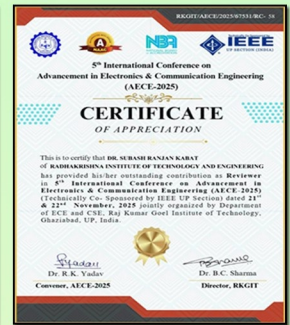 RKGIT/AECE/2025/87531/RC- 58
NAAC
NBA
IEEE
UP SECTION (INDIA)
5th International Conference on
Advancement in Electronics & Communication Engineering
(AECE-2025)
CERTIFICATE
OF APPRECIATION
This is to certify that DR. SUBASH RANJAN KABAT
of RADHAKRISHNA INSTITUTE OF TECHNOLOGY AND ENGINEERING
has provided his/her outstanding contribution as Reviewer
in 5th International Conference on Advancement in
Electronics & Communication Engineering (AECE-2025)
(Technically Co- Sponsored by IEEE UP Section) dated 21st
& 22nd November, 2025 jointly organized by Department
of ECE and CSE, Raj Kumar Goel Institute of Technology,
Ghaziabad, UP, India.
Dr. R.K. Yadav
Convener, AECE-2025
Dr. B.C. Sharma
Director, RKGIT